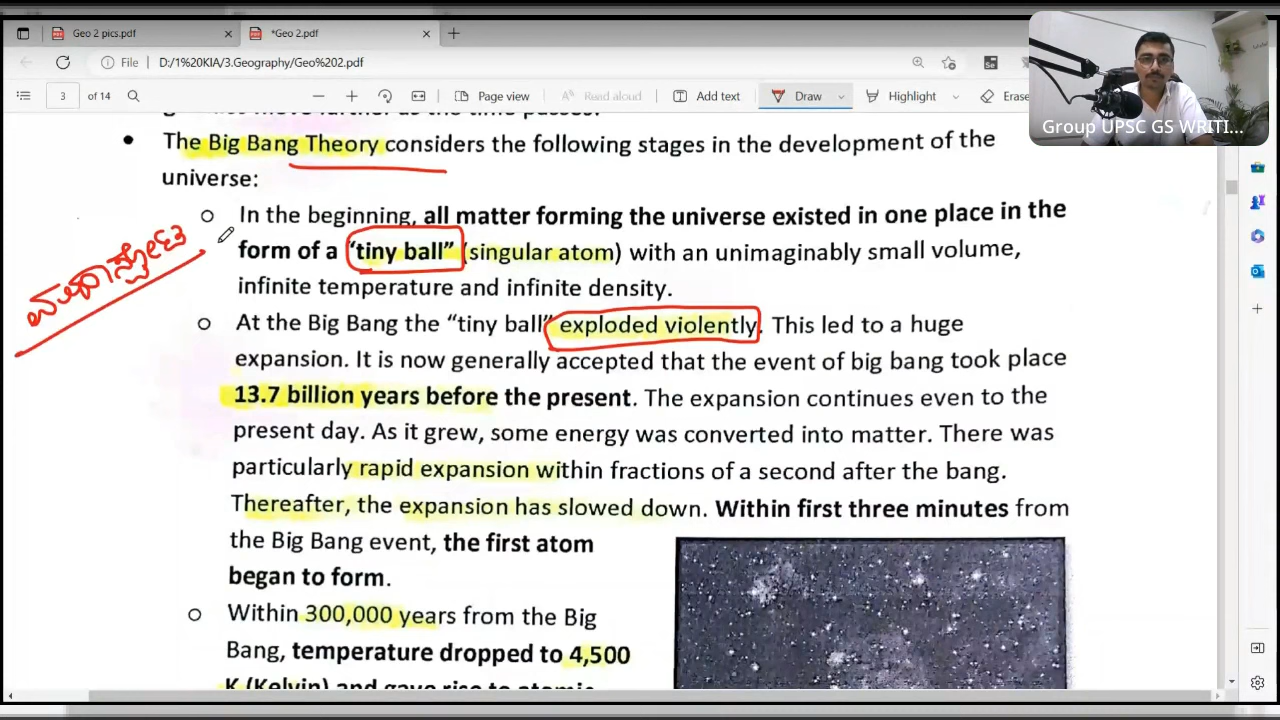 Geo 2 pics.pdf
*Geo 2.pdf
File
D:/1%20KIA/3.Geography/Geo%202.pdf
3 of 14
Page view
Read aloud
Add text
Draw
Highlight
Erase
Group UPSC GS WRITI...
• The Big Bang Theory considers the following stages in the development of the
universe:
o In the beginning, all matter forming the universe existed in one place in the
form of a “tiny ball” (singular atom) with an unimaginably small volume,
infinite temperature and infinite density.
o At the Big Bang the “tiny ball” exploded violently. This led to a huge
expansion. It is now generally accepted that the event of big bang took place
13.7 billion years before the present. The expansion continues even to the
present day. As it grew, some energy was converted into matter. There was
particularly rapid expansion within fractions of a second after the bang.
Thereafter, the expansion has slowed down. Within first three minutes from
the Big Bang event, the first atom
began to form.
o Within 300,000 years from the Big
Bang, temperature dropped to 4,500
K (Kelvin) and gave rise to atomic